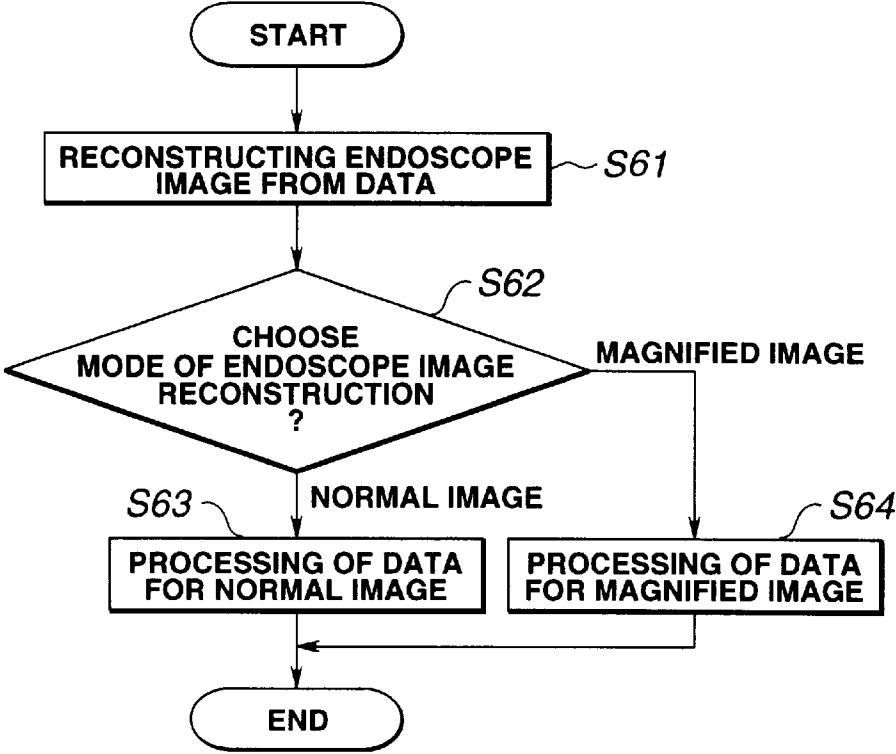 START
RECONSTRUCTING ENDOSCOPE
IMAGE FROM DATA
S61
S62
CHOOSE
MODE OF ENDOSCOPE IMAGE
RECONSTRUCTION
?
MAGNIFIED IMAGE
NORMAL IMAGE
S63
PROCESSING OF DATA
FOR NORMAL IMAGE
S64
PROCESSING OF DATA
FOR MAGNIFIED IMAGE
END